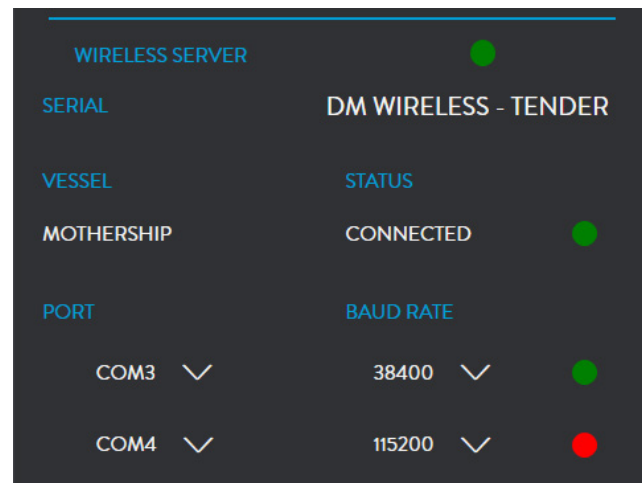 WIRELESS SERVER
SERIAL DM WIRELESS - TENDER
VESSEL STATUS
MOTHERSHIP CONNECTED
PORT BAUD RATE
COM3 38400
COM4 115200